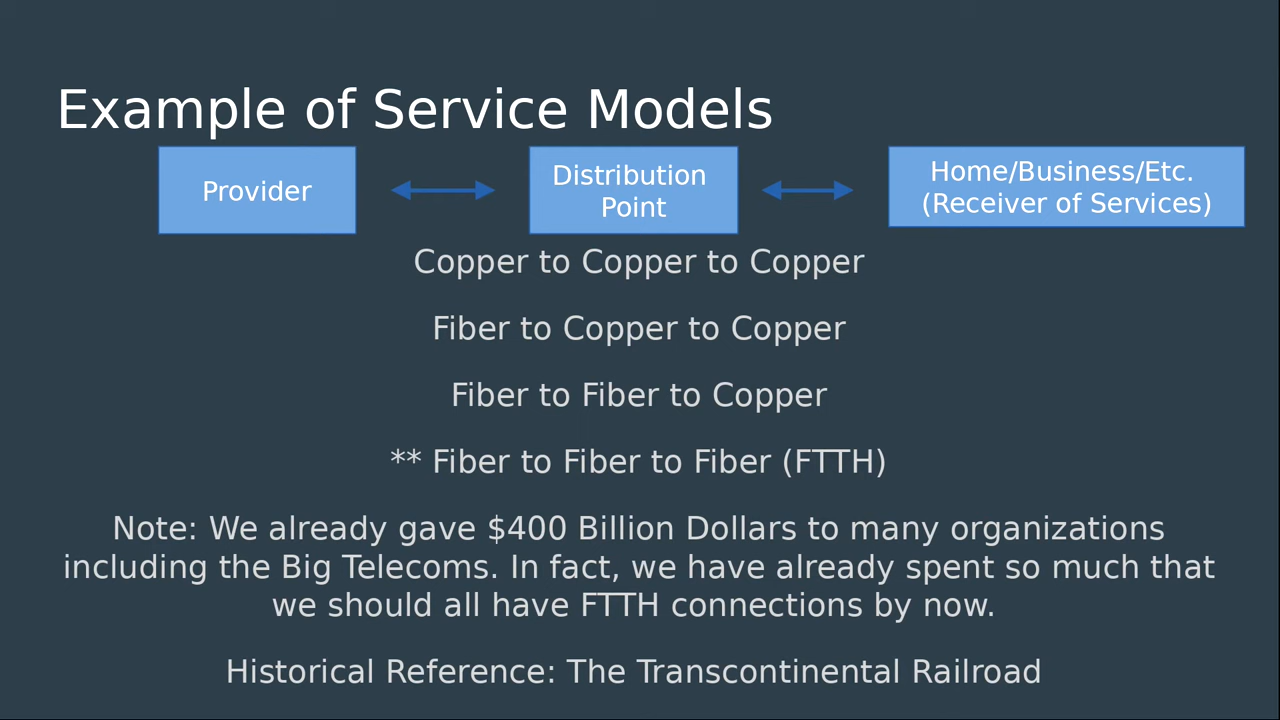 Example of Service Models
Provider
Distribution
Point
Home/Business/Etc.
(Receiver of Services)
Copper to Copper to Copper
Fiber to Copper to Copper
Fiber to Fiber to Copper
** Fiber to Fiber to Fiber (FTTH)
Note: We already gave $400 Billion Dollars to many organizations
including the Big Telecoms. In fact, we have already spent so much that
we should all have FTTH connections by now.
Historical Reference: The Transcontinental Railroad